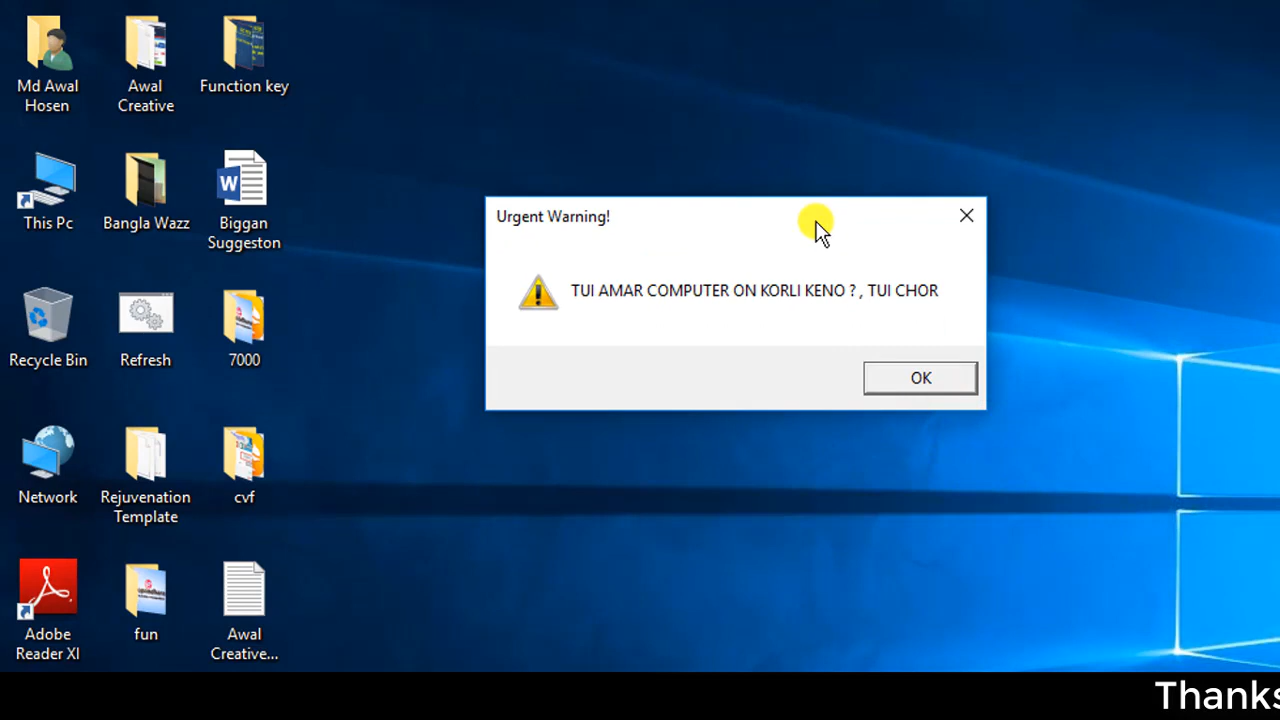 Md Awal
Hosen
Awal
Creative
Function key
This Pc
Bangla Wazz
Biggan
Suggeston
Recycle Bin
Refresh
7000
Network
Rejuvenation
Template
cvf
Adobe
Reader XI
fun
Awal
Creative...
Urgent Warning!
TUI AMAR COMPUTER ON KORLI KENO ? , TUI CHOR
OK
Thanks